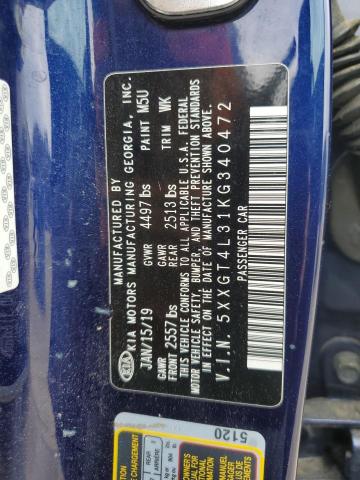 MANUFACTURED BY
KIA KIA MOTORS MANUFACTURING GEORGIA, INC.
JAN/15/19 GVWR 4497 lbs PAINT M5U
GAWR FRONT 2557 lbs GAWR REAR 2513 lbs TRIM WK
THIS VEHICLE CONFORMS TO ALL APPLICABLE U.S.A. FEDERAL
MOTOR VEHICLE SAFETY, BUMPER, AND THEFT PREVENTION STANDARDS
IN EFFECT ON THE DATE OF MANUFACTURE SHOWN ABOVE.
V.I.N. 5XXGT4L31KG340472
PASSENGER CAR
5120
REAR